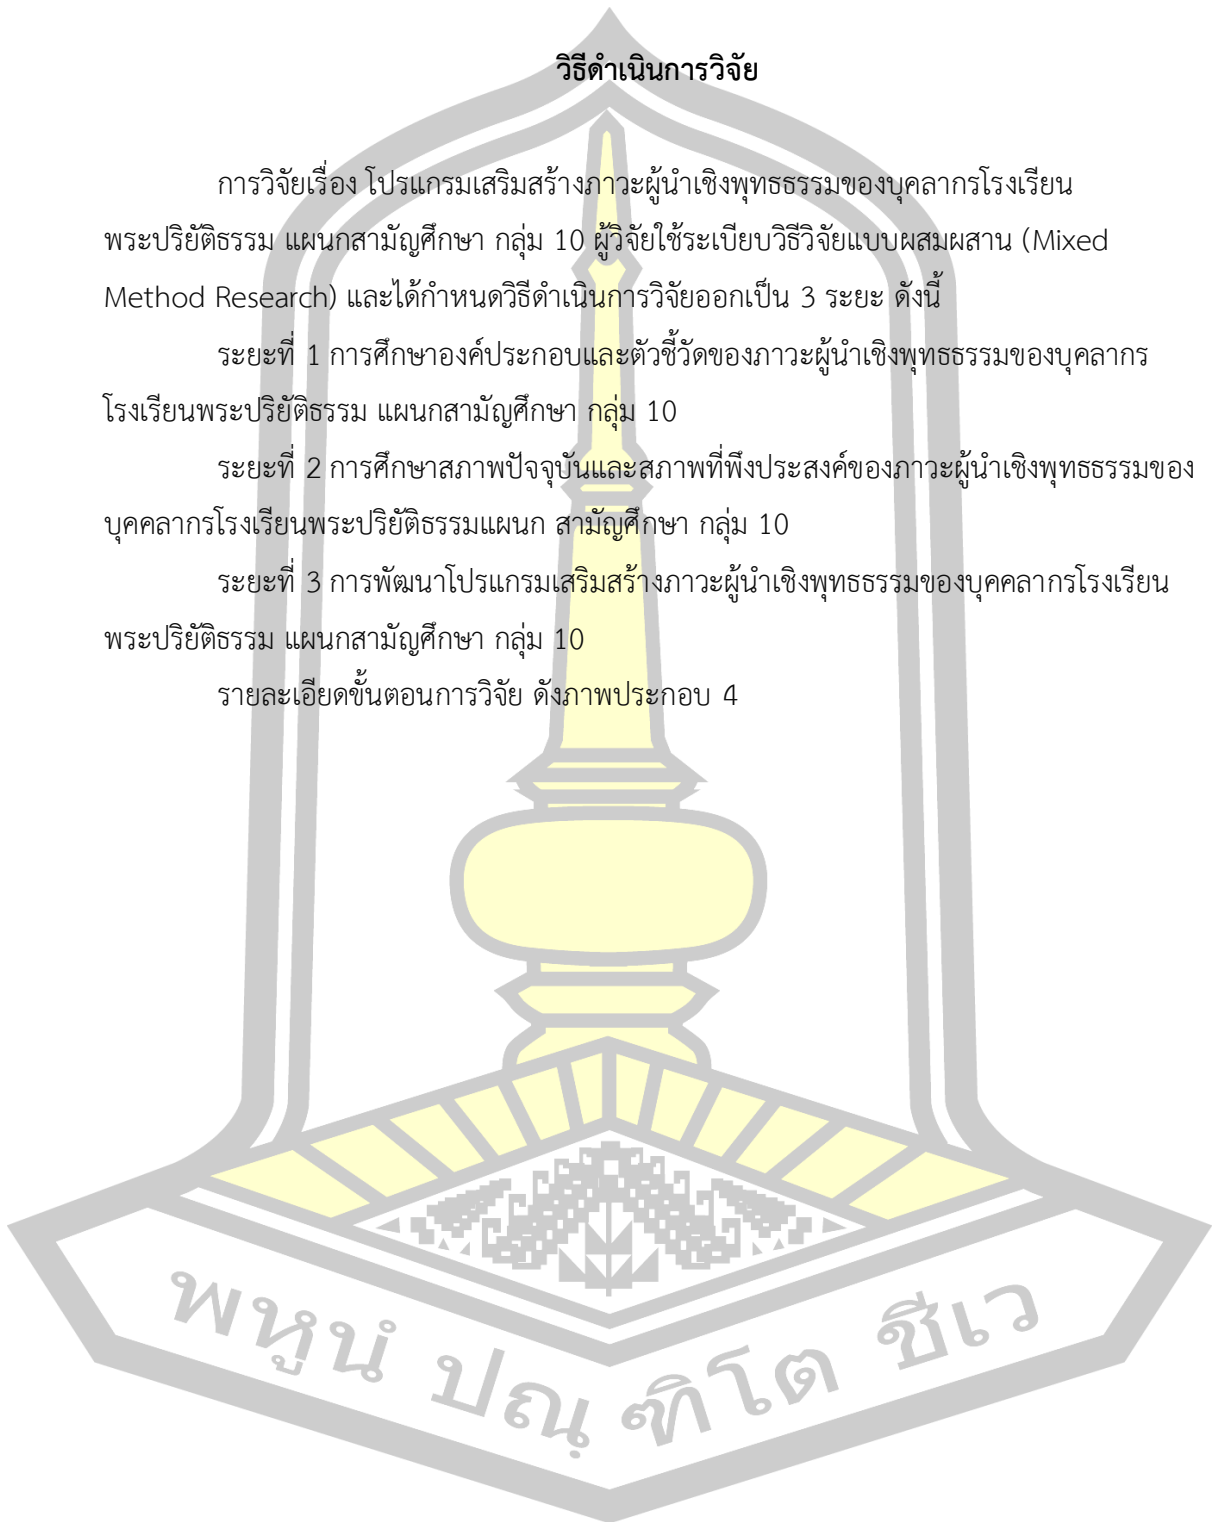 วิธีดำเนินการวิจัย
การวิจัยเรื่อง โปรแกรมเสริมสร้างภาวะผู้นำเชิงพุทธธรรมของบุคลากรโรงเรียน
พระปริยัติธรรม แผนกสามัญศึกษา กลุ่ม 10 ผู้วิจัยใช้ระเบียบวิธีวิจัยแบบผสมผสาน (Mixed
Method Research) และได้กำหนดวิธีดำเนินการวิจัยออกเป็น 3 ระยะ ดังนี้
ระยะที่ 1 การศึกษาองค์ประกอบและตัวชี้วัดของภาวะผู้นำเชิงพุทธธรรมของบุคลากร
โรงเรียนพระปริยัติธรรม แผนกสามัญศึกษา กลุ่ม 10
ระยะที่ 2 การศึกษาสภาพปัจจุบันและสภาพที่พึงประสงค์ของภาวะผู้นำเชิงพุทธธรรมของ
บุคคลากรโรงเรียนพระปริยัติธรรมแผนก สามัญศึกษา กลุ่ม 10
ระยะที่ 3 การพัฒนาโปรแกรมเสริมสร้างภาวะผู้นำเชิงพุทธธรรมของบุคคลากรโรงเรียน
พระปริยัติธรรม แผนกสามัญศึกษา กลุ่ม 10
รายละเอียดขั้นตอนการวิจัย ดังภาพประกอบ 4
พหูนํ ปณฺฑิโต ชีเว